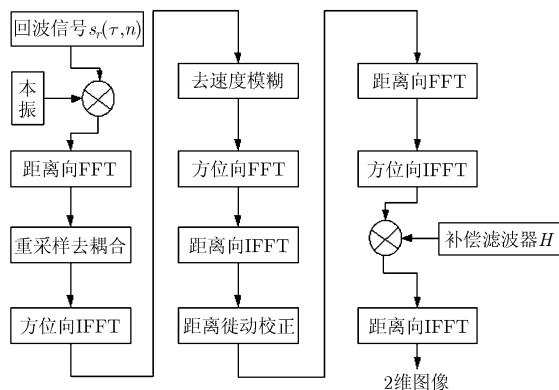 回波信号 sᵣ(τ,n)
本振
距离向FFT
重采样去耦合
方位向IFFT
去速度模糊
方位向FFT
距离向IFFT
距离徙动校正
距离向FFT
方位向IFFT
补偿滤波器H
距离向IFFT
2维图像